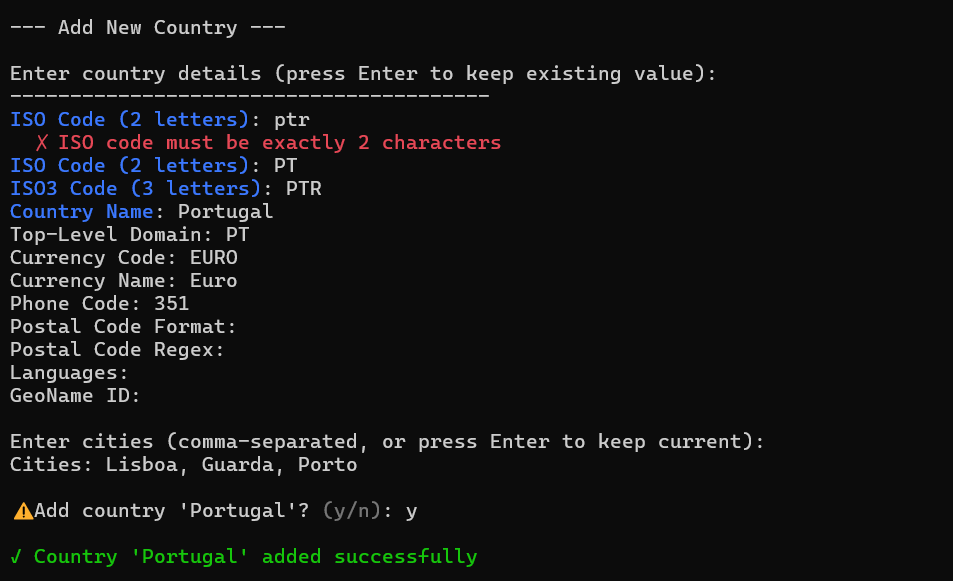 --- Add New Country ---
Enter country details (press Enter to keep existing value):
----------------------------------------
ISO Code (2 letters): ptr
✗ ISO code must be exactly 2 characters
ISO Code (2 letters): PT
ISO3 Code (3 letters): PTR
Country Name: Portugal
Top-Level Domain: PT
Currency Code: EURO
Currency Name: Euro
Phone Code: 351
Postal Code Format:
Postal Code Regex:
Languages:
GeoName ID:
Enter cities (comma-separated, or press Enter to keep current):
Cities: Lisboa, Guarda, Porto
⚠Add country 'Portugal'? (y/n): y
√ Country 'Portugal' added successfully